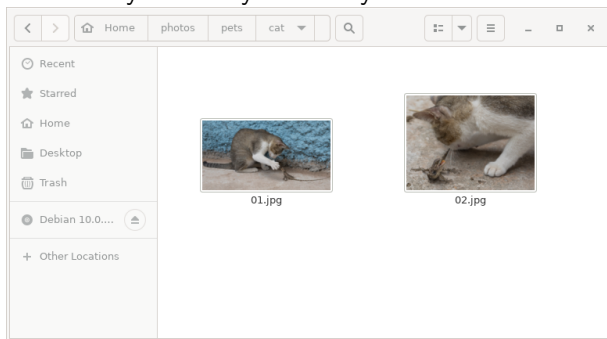 Home photos pets cat
Recent
Starred
Home
Desktop
Trash
Debian 10.0....
Other Locations
01.jpg
02.jpg